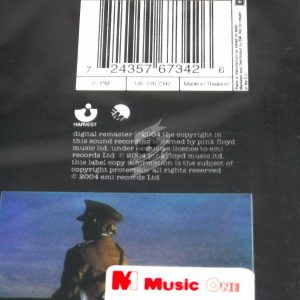 7 24357 67342 6
Made in Thailand
HARVEST
EMI
digital remaster ℗ 2004 the copyright in
this sound recording is owned by pink floyd
music ltd. under exclusive licence to emi
records ltd © 2004 pink floyd music ltd.
this label copy information is the subject of
copyright protection all rights reserved
© 2004 emi records ltd
M1 Music ONE